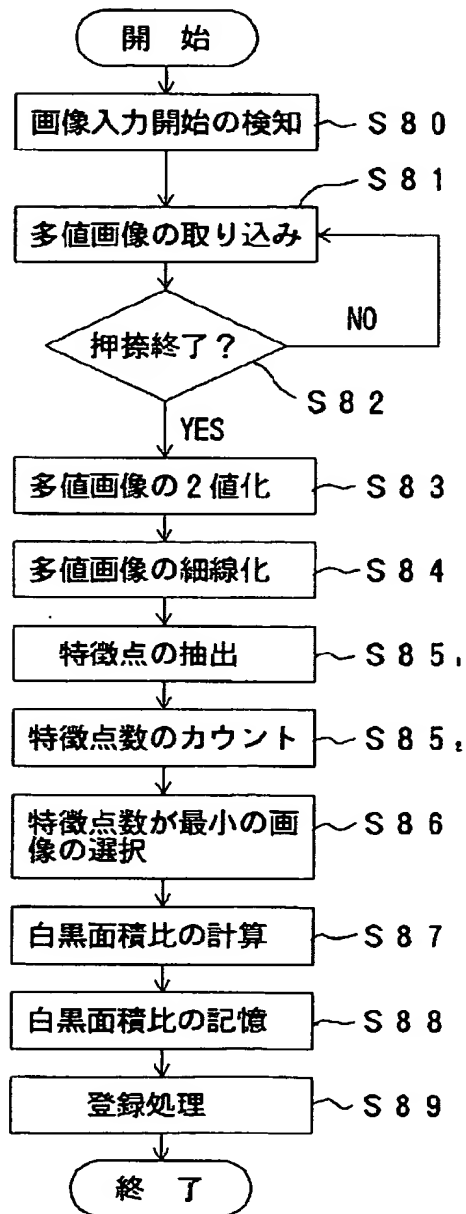 開 始
画像入力開始の検知 S80
S81
多値画像の取り込み
NO
押捺終了?
S82
YES
多値画像の2値化 S83
多値画像の細線化 S84
特徴点の抽出 S85₁
特徴点数のカウント S85₂
特徴点数が最小の画
像の選択 S86
白黒面積比の計算 S87
白黒面積比の記憶 S88
登録処理 S89
終 了